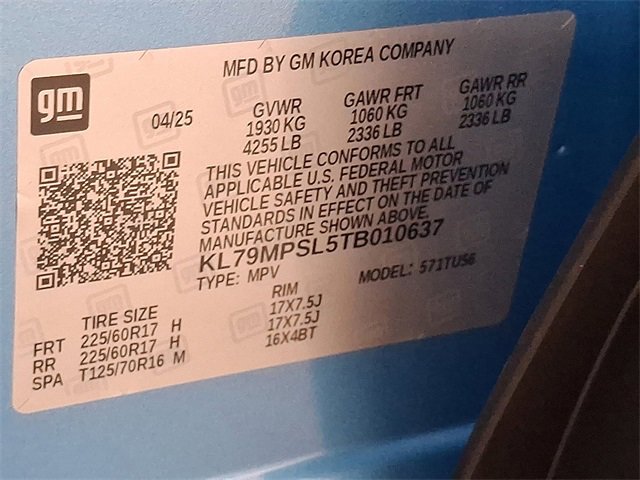 MFD BY GM KOREA COMPANY
gm
04/25
GVWR GAWR FRT GAWR RR
1930 KG 1060 KG 1060 KG
4255 LB 2336 LB 2336 LB
THIS VEHICLE CONFORMS TO ALL
APPLICABLE U.S. FEDERAL MOTOR
VEHICLE SAFETY AND THEFT PREVENTION
STANDARDS IN EFFECT ON THE DATE OF
MANUFACTURE SHOWN ABOVE.
KL79MPSL5TB010637
TYPE: MPV MODEL: 571TU56
TIRE SIZE RIM
FRT 225/60R17 H 17X7.5J
RR 225/60R17 H 17X7.5J
SPA T125/70R16 M 16X4BT